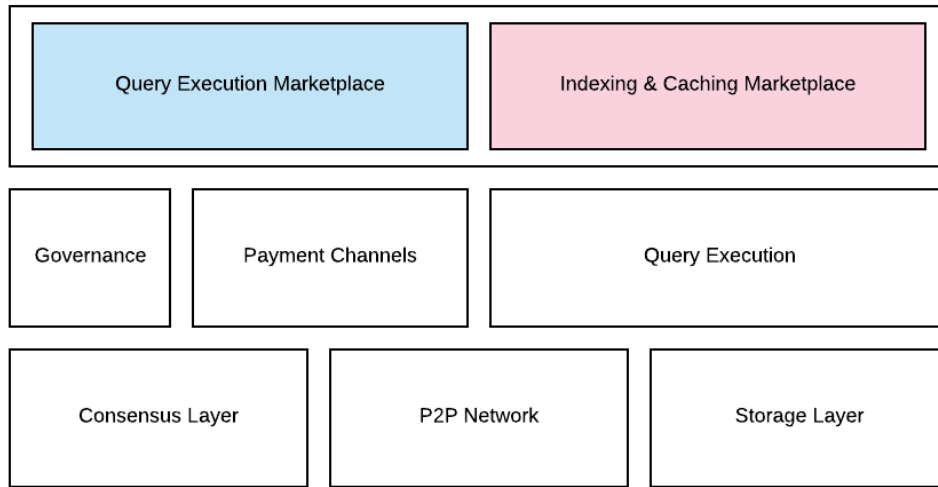 Query Execution Marketplace
Indexing & Caching Marketplace
Governance
Payment Channels
Query Execution
Consensus Layer
P2P Network
Storage Layer